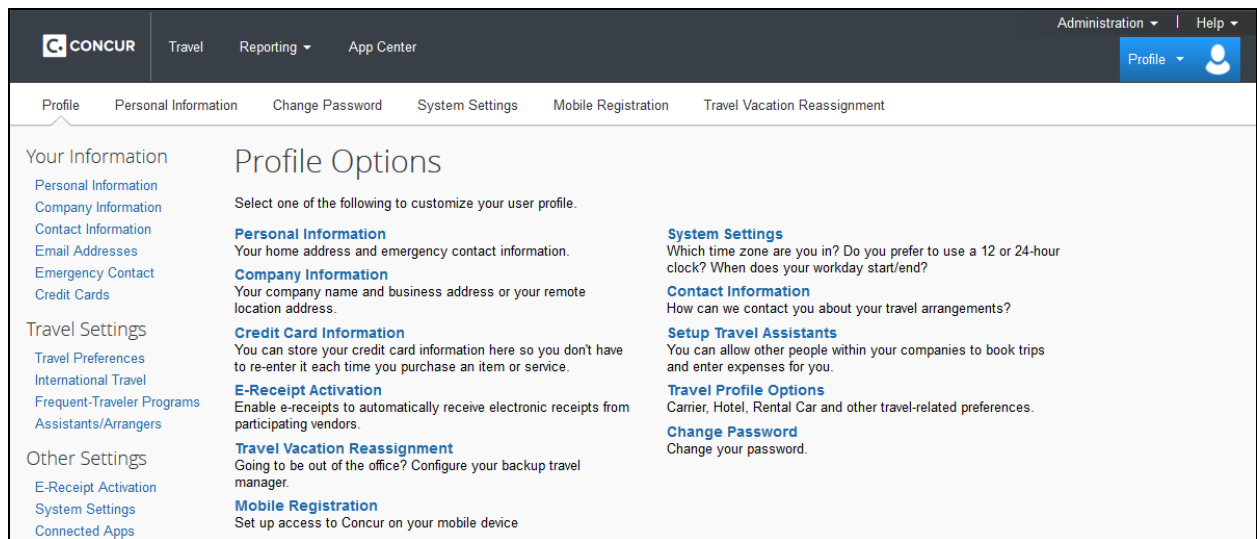 Administration | Help
C. CONCUR Travel Reporting App Center
Profile
Profile Personal Information Change Password System Settings Mobile Registration Travel Vacation Reassignment
Your Information
Personal Information
Company Information
Contact Information
Email Addresses
Emergency Contact
Credit Cards
Travel Settings
Travel Preferences
International Travel
Frequent-Traveler Programs
Assistants/Arrangers
Other Settings
E-Receipt Activation
System Settings
Connected Apps
Profile Options
Select one of the following to customize your user profile.
Personal Information
Your home address and emergency contact information.
Company Information
Your company name and business address or your remote
location address.
Credit Card Information
You can store your credit card information here so you don't have
to re-enter it each time you purchase an item or service.
E-Receipt Activation
Enable e-receipts to automatically receive electronic receipts from
participating vendors.
Travel Vacation Reassignment
Going to be out of the office? Configure your backup travel
manager.
Mobile Registration
Set up access to Concur on your mobile device
System Settings
Which time zone are you in? Do you prefer to use a 12 or 24-hour
clock? When does your workday start/end?
Contact Information
How can we contact you about your travel arrangements?
Setup Travel Assistants
You can allow other people within your companies to book trips
and enter expenses for you.
Travel Profile Options
Carrier, Hotel, Rental Car and other travel-related preferences.
Change Password
Change your password.